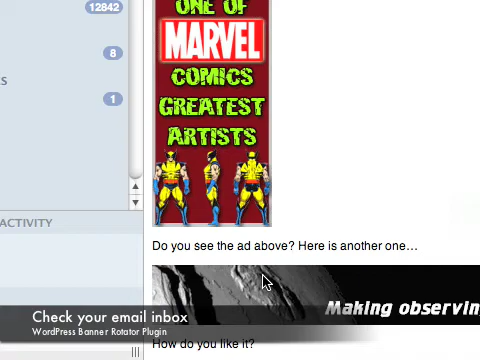 ONE OF
MARVEL
COMICS
GREATEST
ARTISTS
12842
8
1
ACTIVITY
Do you see the ad above? Here is another one…
Making observin
Check your email inbox
WordPress Banner Rotator Plugin
How do you like it?